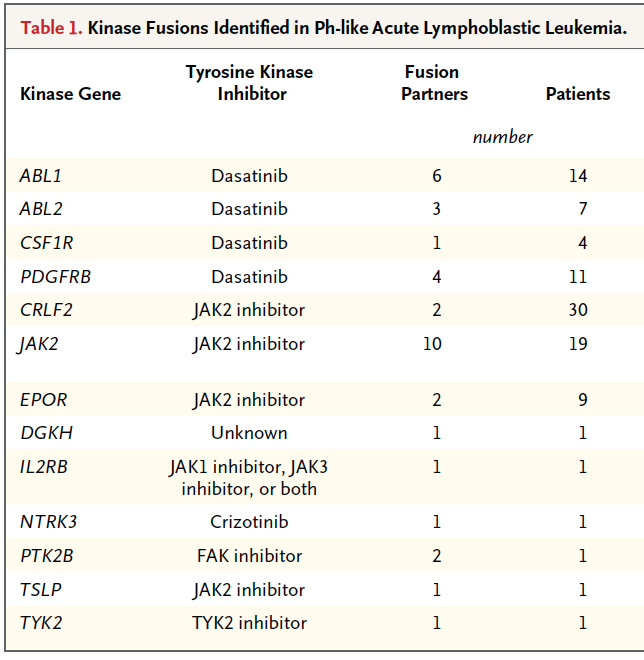 Table 1. Kinase Fusions Identified in Ph-like Acute Lymphoblastic Leukemia.
Kinase Gene Tyrosine Kinase Inhibitor Fusion Partners Patients
number
ABL1 Dasatinib 6 14
ABL2 Dasatinib 3 7
CSF1R Dasatinib 1 4
PDGFRB Dasatinib 4 11
CRLF2 JAK2 inhibitor 2 30
JAK2 JAK2 inhibitor 10 19
EPOR JAK2 inhibitor 2 9
DGKH Unknown 1 1
IL2RB JAK1 inhibitor, JAK3 1 1
inhibitor, or both
NTRK3 Crizotinib 1 1
PTK2B FAK inhibitor 2 1
TSLP JAK2 inhibitor 1 1
TYK2 TYK2 inhibitor 1 1